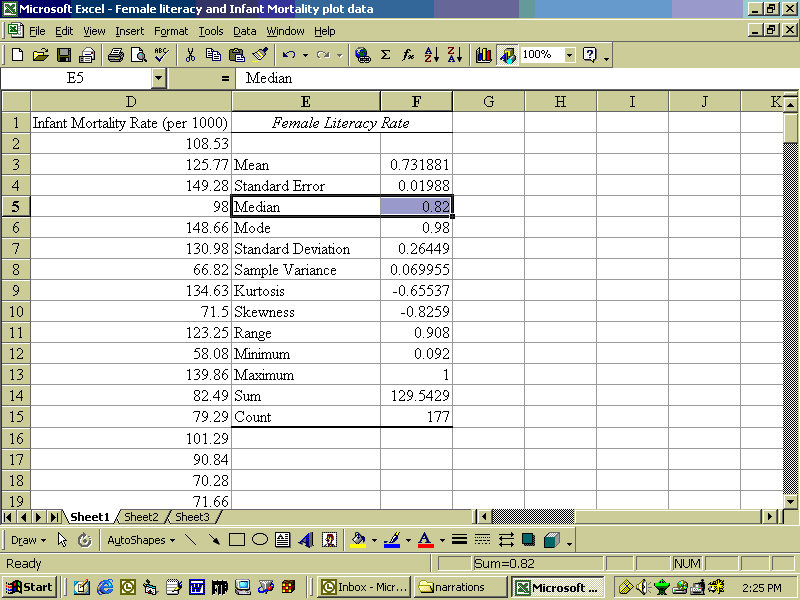 Microsoft Excel - Female literacy and Infant Mortality plot data
File Edit View Insert Format Tools Data Window Help
100%
E5 = Median
D E F G H I J K
1 Infant Mortality Rate (per 1000) Female Literacy Rate
2 108.53
3 125.77 Mean 0.731881
4 149.28 Standard Error 0.01988
5 98 Median 0.82
6 148.66 Mode 0.98
7 130.98 Standard Deviation 0.26449
8 66.82 Sample Variance 0.069955
9 134.63 Kurtosis -0.65537
10 71.5 Skewness -0.8259
11 123.25 Range 0.908
12 58.08 Minimum 0.092
13 139.86 Maximum 1
14 82.49 Sum 129.5429
15 79.29 Count 177
16 101.29
17 90.84
18 70.28
19 71.66
Sheet1 Sheet2 Sheet3
Draw AutoShapes
Ready Sum=0.82 NUM
Start Inbox - Micr... narrations Microsoft ... 2:25 PM